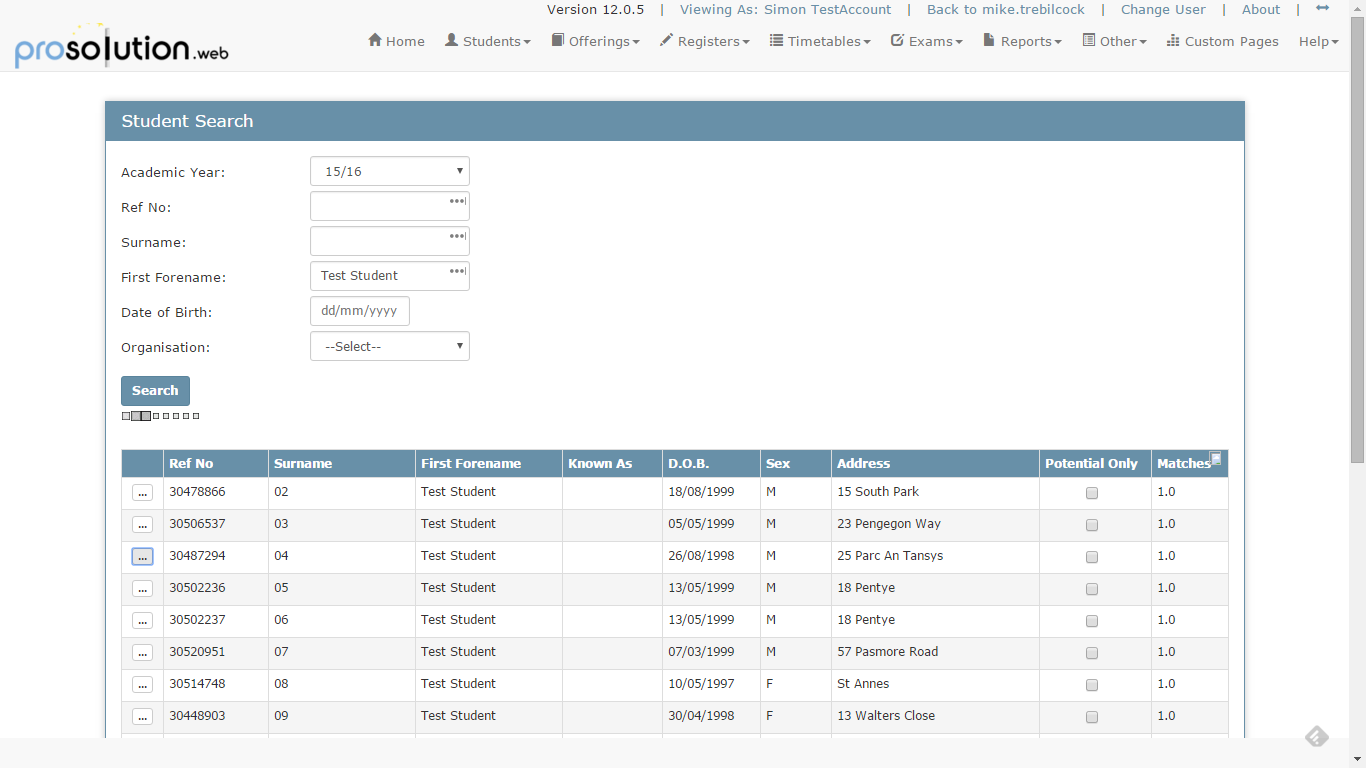 Version 12.0.5 | Viewing As: Simon TestAccount | Back to mike.trebilcock | Change User | About |
prosolution.web
Home Students Offerings Registers Timetables Exams Reports Other Custom Pages Help
Student Search
Academic Year: 15/16
Ref No:
Surname:
First Forename: Test Student
Date of Birth: dd/mm/yyyy
Organisation: --Select--
Search
Ref No Surname First Forename Known As D.O.B. Sex Address Potential Only Matches
... 30478866 02 Test Student 18/08/1999 M 15 South Park 1.0
... 30506537 03 Test Student 05/05/1999 M 23 Pengegon Way 1.0
... 30487294 04 Test Student 26/08/1998 M 25 Parc An Tansys 1.0
... 30502236 05 Test Student 13/05/1999 M 18 Pentye 1.0
... 30502237 06 Test Student 13/05/1999 M 18 Pentye 1.0
... 30520951 07 Test Student 07/03/1999 M 57 Pasmore Road 1.0
... 30514748 08 Test Student 10/05/1997 F St Annes 1.0
... 30448903 09 Test Student 30/04/1998 F 13 Walters Close 1.0